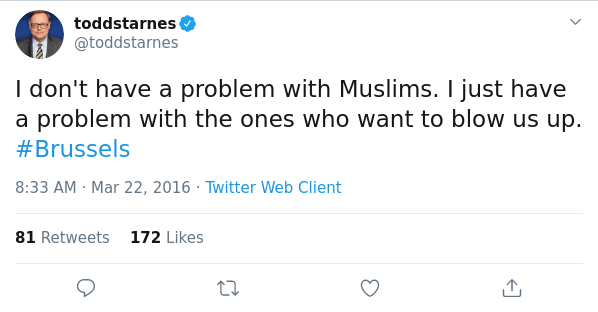 toddstarnes
@toddstarnes
I don't have a problem with Muslims. I just have
a problem with the ones who want to blow us up.
#Brussels
8:33 AM · Mar 22, 2016 · Twitter Web Client
81 Retweets 172 Likes